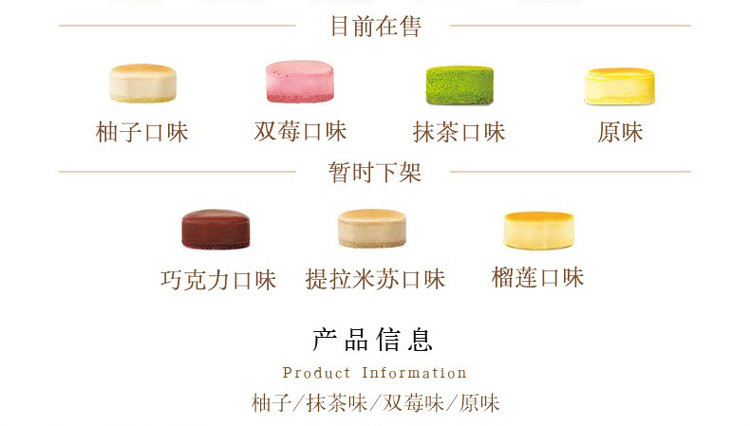 目前在售
柚子口味 双莓口味 抹茶口味 原味
暂时下架
巧克力口味 提拉米苏口味 榴莲口味
产品信息
Product Information
柚子/抹茶味/双莓味/原味